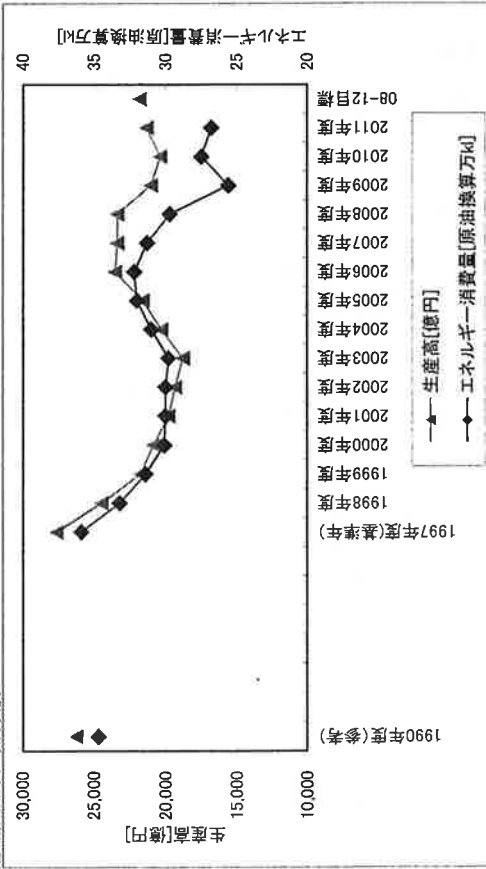 生産高[億円]
30,000
25,000
20,000
15,000
10,000
エネルギー消費量[原油換算万kl]
40
35
30
25
20
1990年度(参考)
1997年度(基準年)
1998年度
1999年度
2000年度
2001年度
2002年度
2003年度
2004年度
2005年度
2006年度
2007年度
2008年度
2009年度
2010年度
2011年度
08-12目標
生産高[億円]
エネルギー消費量[原油換算万kl]